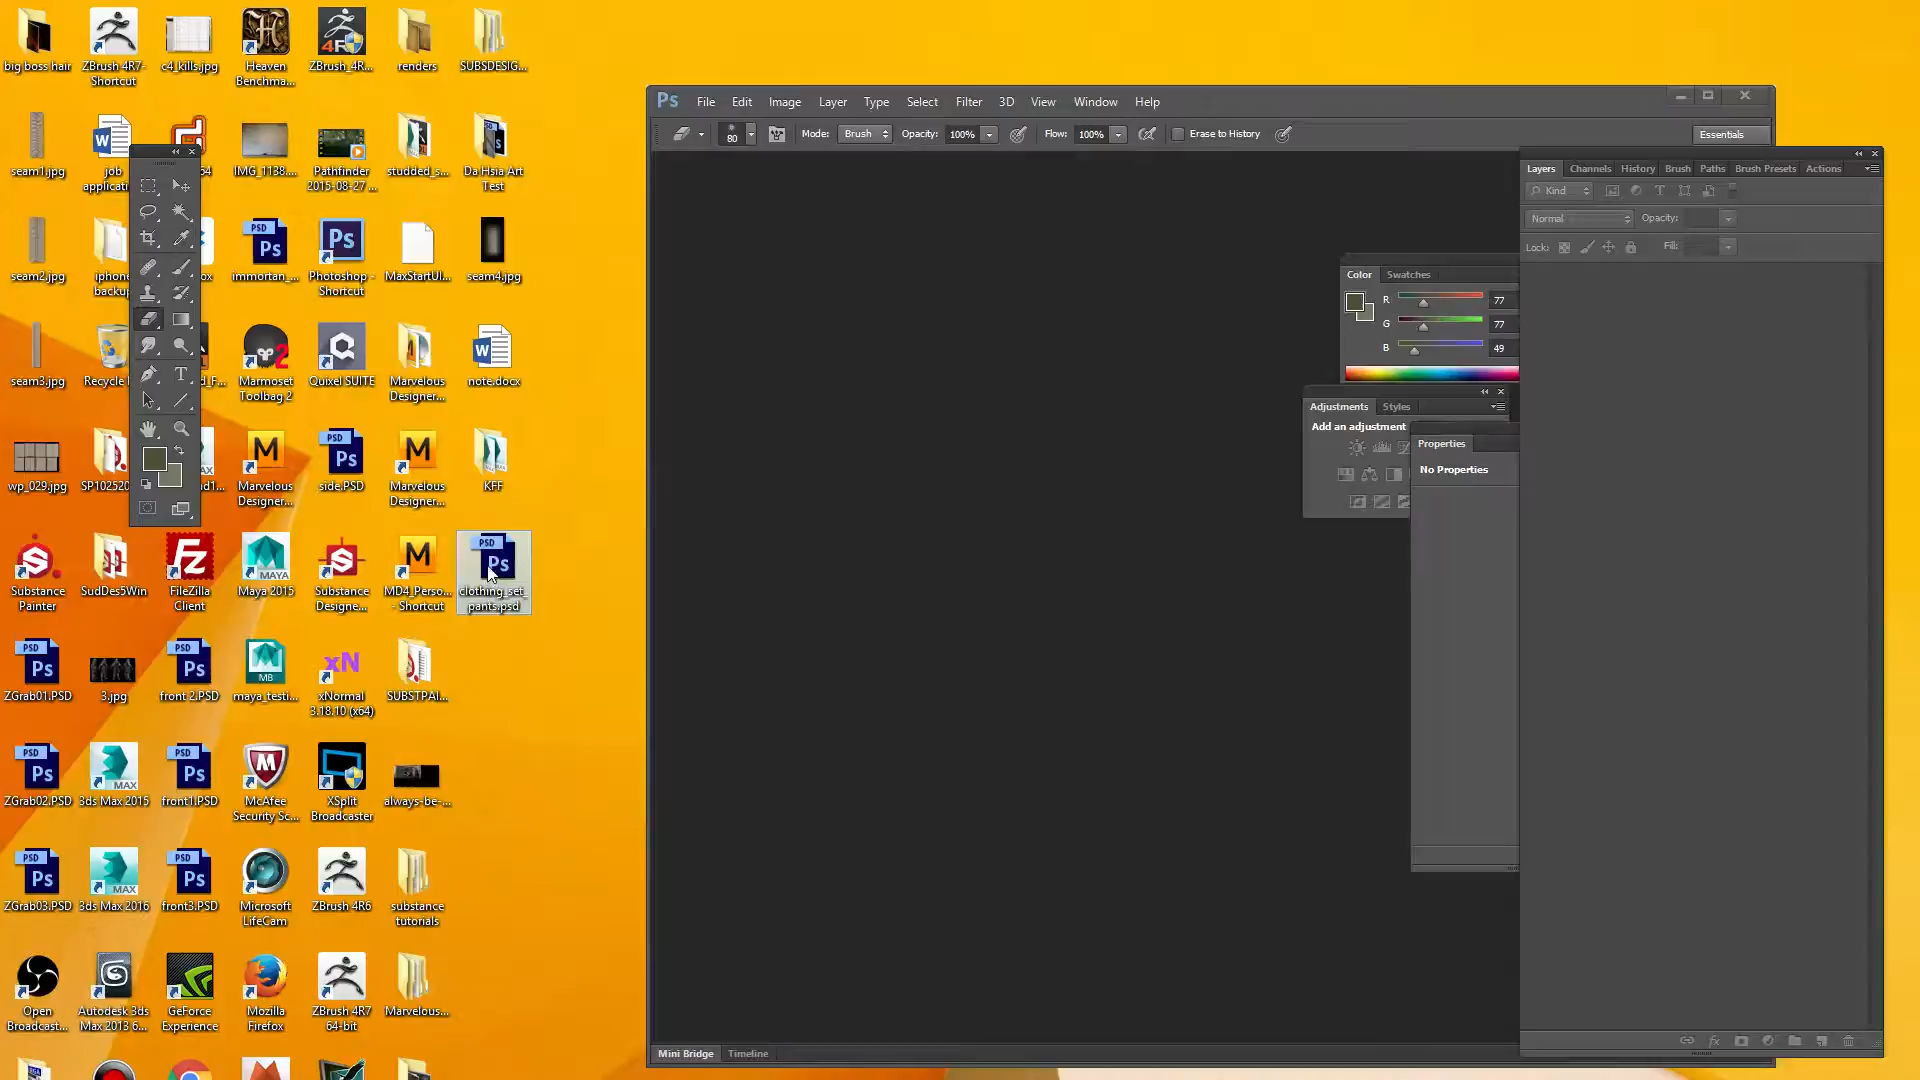 big boss hair
ZBrush 4R7-
Shortcut
c4_kills.jpg
Heaven
Benchma...
ZBrush_4R...
renders
SUBSDESIG...
seam1.jpg
job
applicati
64
IMG_1138....
Pathfinder
2015-08-27 ...
studded_s...
Da Hsia Art
Test
seam2.jpg
iphone
backup
ox
immortan_...
Photoshop -
Shortcut
MaxStartUI...
seam4.jpg
seam3.jpg
Recycle
d_F...
Marmoset
Toolbag 2
Quixel SUITE
Marvelous
Designer...
note.docx
wp_029.jpg
SP102520
ud1...
Marvelous
Designer...
side.PSD
Marvelous
Designer...
KFF
Substance
Painter
SudDes5Win
FileZilla
Client
Maya 2015
Substance
Designe...
MD4_Perso...
- Shortcut
clothing_set_
pants.psd
ZGrab01.PSD
3.jpg
front 2.PSD
maya_testi...
xNormal
3.18.10 (x64)
SUBSTPAI...
ZGrab02.PSD
3ds Max 2015
front1.PSD
McAfee
Security Sc...
XSplit
Broadcaster
always-be-...
ZGrab03.PSD
3ds Max 2016
front3.PSD
Microsoft
LifeCam
ZBrush 4R6
substance
tutorials
Open
Broadcast...
Autodesk 3ds
Max 2013 6...
GeForce
Experience
Mozilla
Firefox
ZBrush 4R7
64-bit
Marvelous...
Ps File Edit Image Layer Type Select Filter 3D View Window Help
80 Mode: Brush Opacity: 100% Flow: 100% Erase to History Essentials
Layers Channels History Brush Paths Brush Presets Actions
Kind
Normal Opacity:
Lock: Fill:
Color Swatches
R 77
G 77
B 49
Adjustments Styles
Add an adjustment
Properties
No Properties
Mini Bridge Timeline